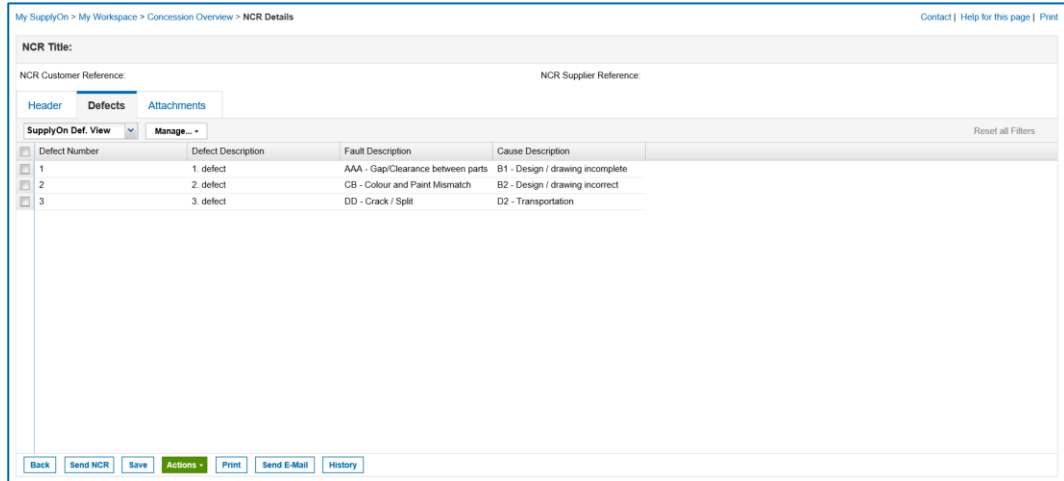 My SupplyOn > My Workspace > Concession Overview > NCR Details
Contact | Help for this page | Print
NCR Title:
NCR Customer Reference:
NCR Supplier Reference:
Header Defects Attachments
SupplyOn Def. View Manage...
Reset all Filters
Defect Number Defect Description Fault Description Cause Description
1 1. defect AAA - Gap/Clearance between parts B1 - Design / drawing incomplete
2 2. defect CB - Colour and Paint Mismatch B2 - Design / drawing incorrect
3 3. defect DD - Crack / Split D2 - Transportation
Back Send NCR Save Actions Print Send E-Mail History